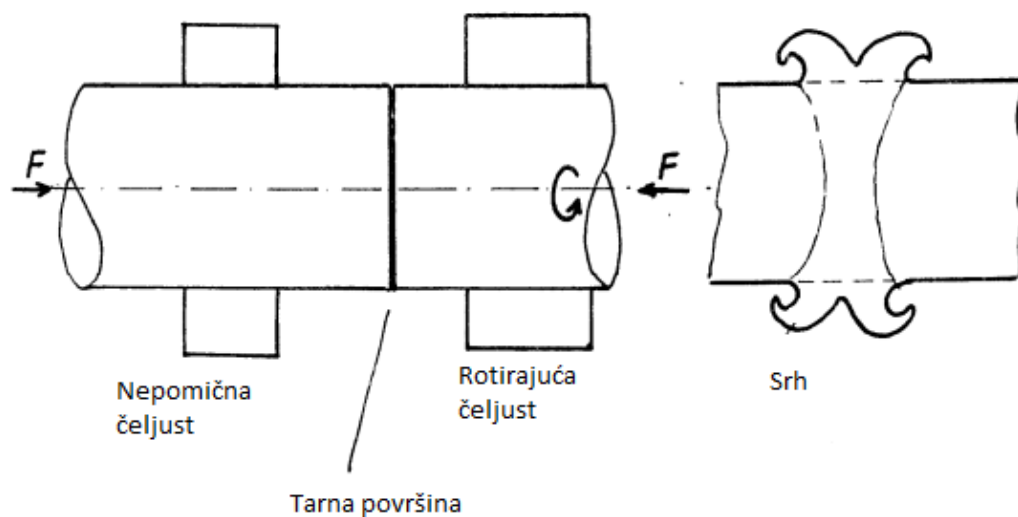 F
F
Nepomična
čeljust
Rotirajuća
čeljust
Srh
Tarna površina